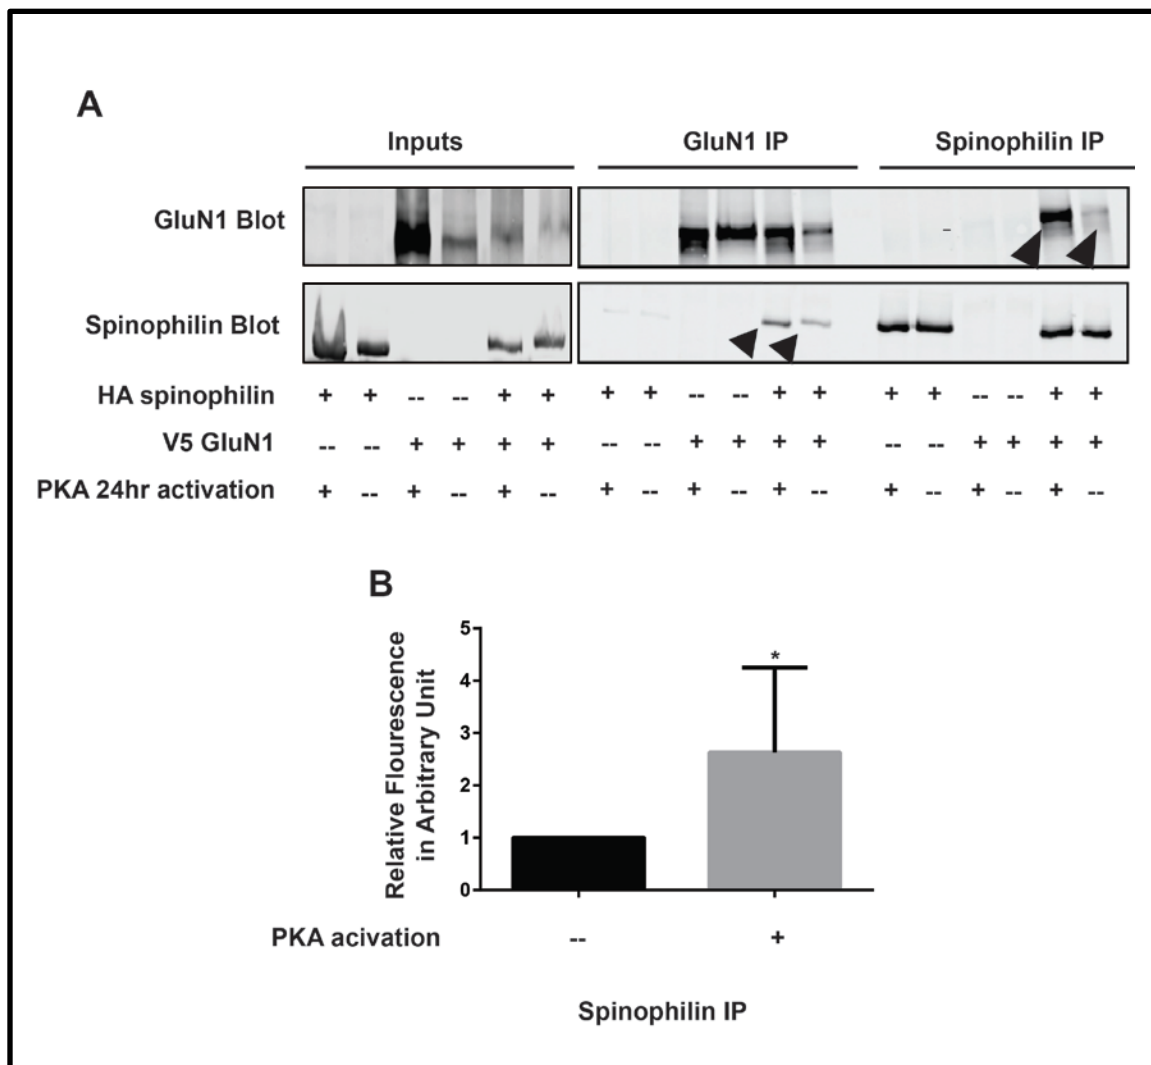 A
Inputs GluN1 IP Spinophilin IP
GluN1 Blot
Spinophilin Blot
HA spinophilin + + -- -- + + + + -- -- + + + + -- -- + +
V5 GluN1 -- -- + + + + -- -- + + + + -- -- + + + +
PKA 24hr activation + -- + -- + -- + -- + -- + -- + -- + -- + --
B
Relative Flourescence
in Arbitrary Unit
5
4
3
2
1
0
*
PKA acivation -- +
Spinophilin IP